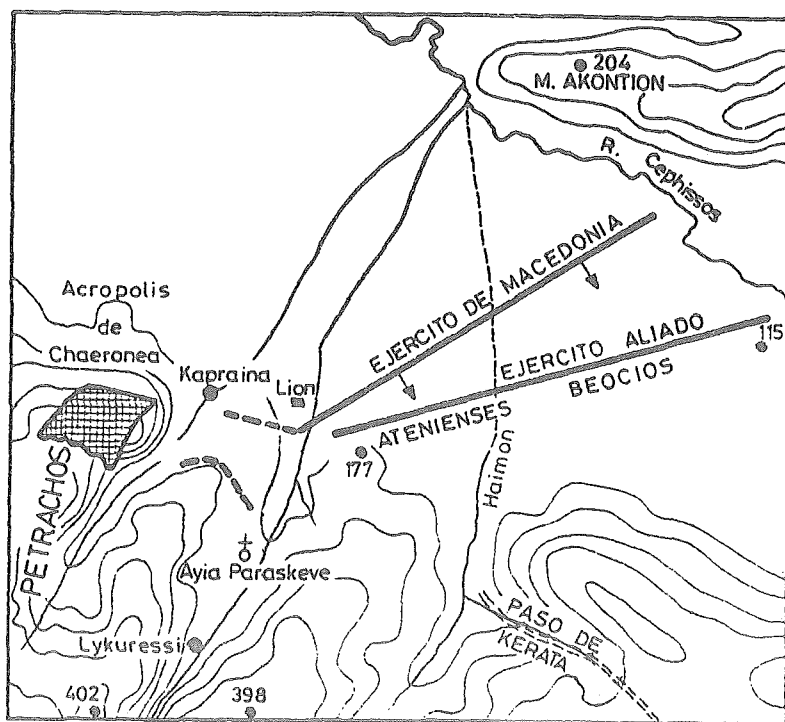 204
M. AKONTION
R. Cephissos
EJERCITO DE MACEDONIA
Acropolis
de
Chaeronea
Kapraina
Lion
EJERCITO ALIADO
115
BEOCIOS
ATENIENSES
177
Haimon
PETRACHOS
Ayia Paraskeve
PASO DE
KERATA
Lykuressi
402
398